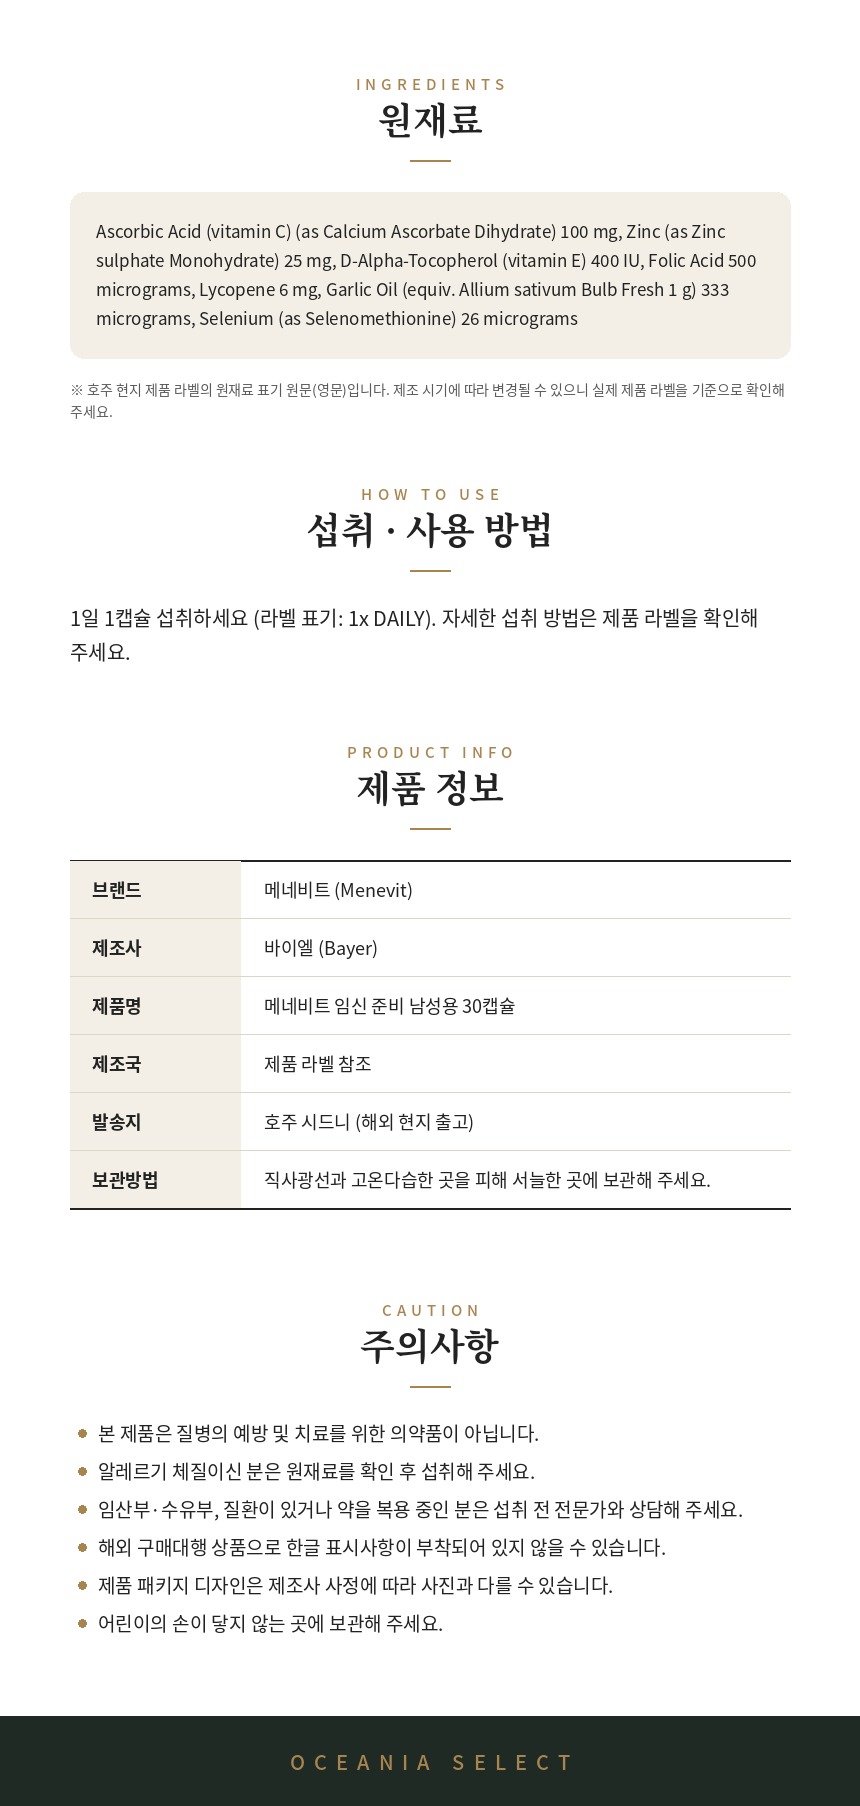 INGREDIENTS
원재료
Ascorbic Acid (vitamin C) (as Calcium Ascorbate Dihydrate) 100 mg, Zinc (as Zinc
sulphate Monohydrate) 25 mg, D-Alpha-Tocopherol (vitamin E) 400 IU, Folic Acid 500
micrograms, Lycopene 6 mg, Garlic Oil (equiv. Allium sativum Bulb Fresh 1 g) 333
micrograms, Selenium (as Selenomethionine) 26 micrograms
※ 호주 현지 제품 라벨의 원재료 표기 원문(영문)입니다. 제조 시기에 따라 변경될 수 있으니 실제 제품 라벨을 기준으로 확인해
주세요.
HOW TO USE
섭취 · 사용 방법
1일 1캡슐 섭취하세요 (라벨 표기: 1x DAILY). 자세한 섭취 방법은 제품 라벨을 확인해
주세요.
PRODUCT INFO
제품 정보
브랜드 메네비트 (Menevit)
제조사 바이엘 (Bayer)
제품명 메네비트 임신 준비 남성용 30캡슐
제조국 제품 라벨 참조
발송지 호주 시드니 (해외 현지 출고)
보관방법 직사광선과 고온다습한 곳을 피해 서늘한 곳에 보관해 주세요.
CAUTION
주의사항
본 제품은 질병의 예방 및 치료를 위한 의약품이 아닙니다.
알레르기 체질이신 분은 원재료를 확인 후 섭취해 주세요.
임산부·수유부, 질환이 있거나 약을 복용 중인 분은 섭취 전 전문가와 상담해 주세요.
해외 구매대행 상품으로 한글 표시사항이 부착되어 있지 않을 수 있습니다.
제품 패키지 디자인은 제조사 사정에 따라 사진과 다를 수 있습니다.
어린이의 손이 닿지 않는 곳에 보관해 주세요.
OCEANIA SELECT